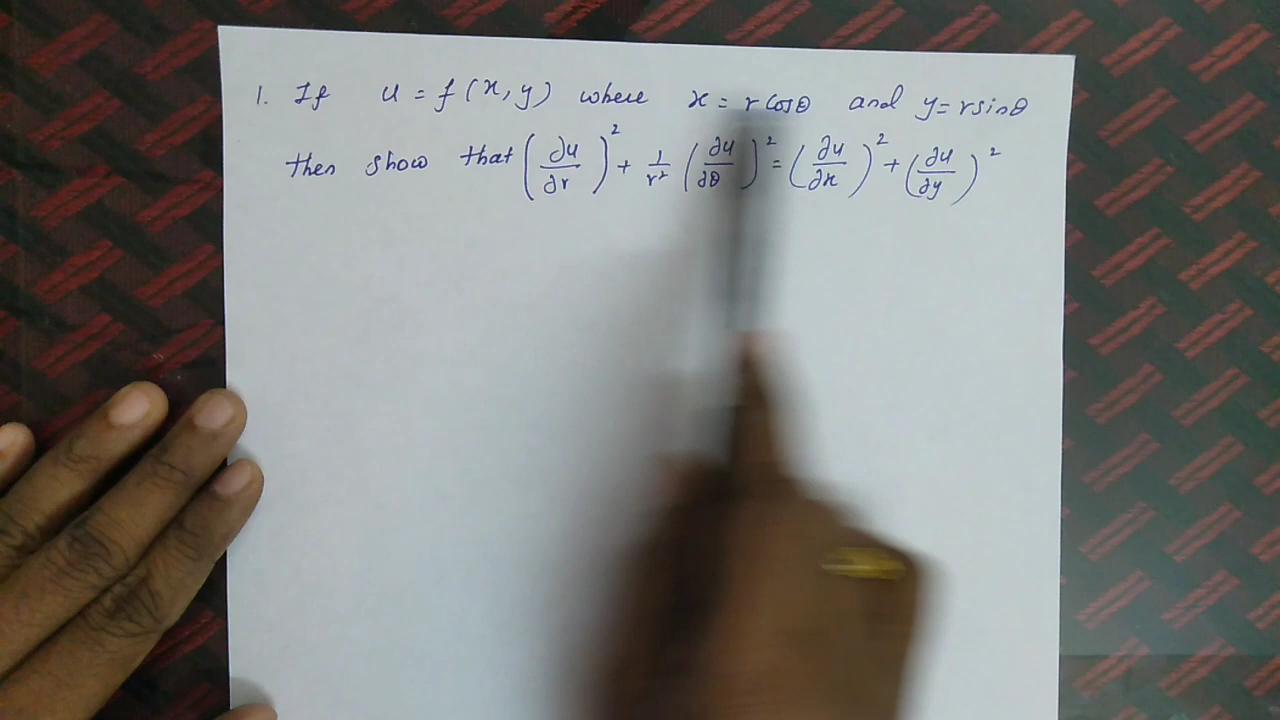 1. If u = f(x, y) where x = r cosθ and y = r sinθ
then show that (∂u/∂r)² + 1/r² (∂u/∂θ)² = (∂u/∂x)² + (∂u/∂y)²